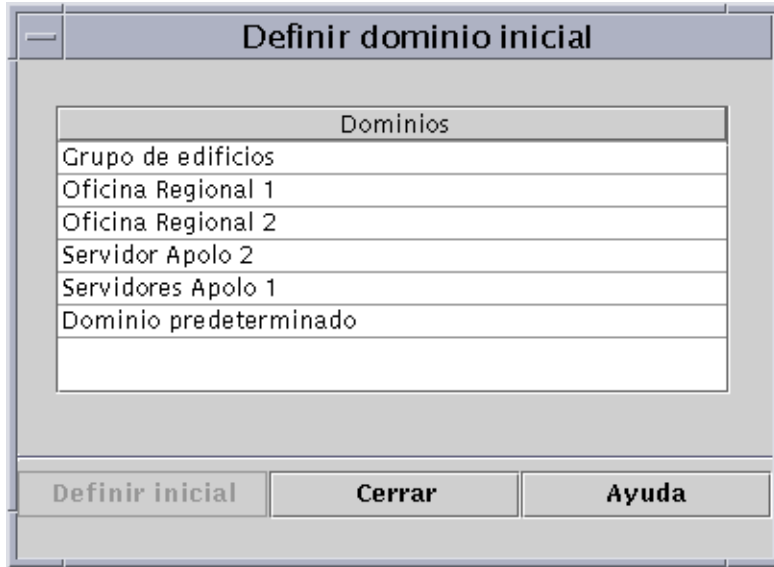 Definir dominio inicial
Dominios
Grupo de edificios
Oficina Regional 1
Oficina Regional 2
Servidor Apolo 2
Servidores Apolo 1
Dominio predeterminado
Definir inicial Cerrar Ayuda